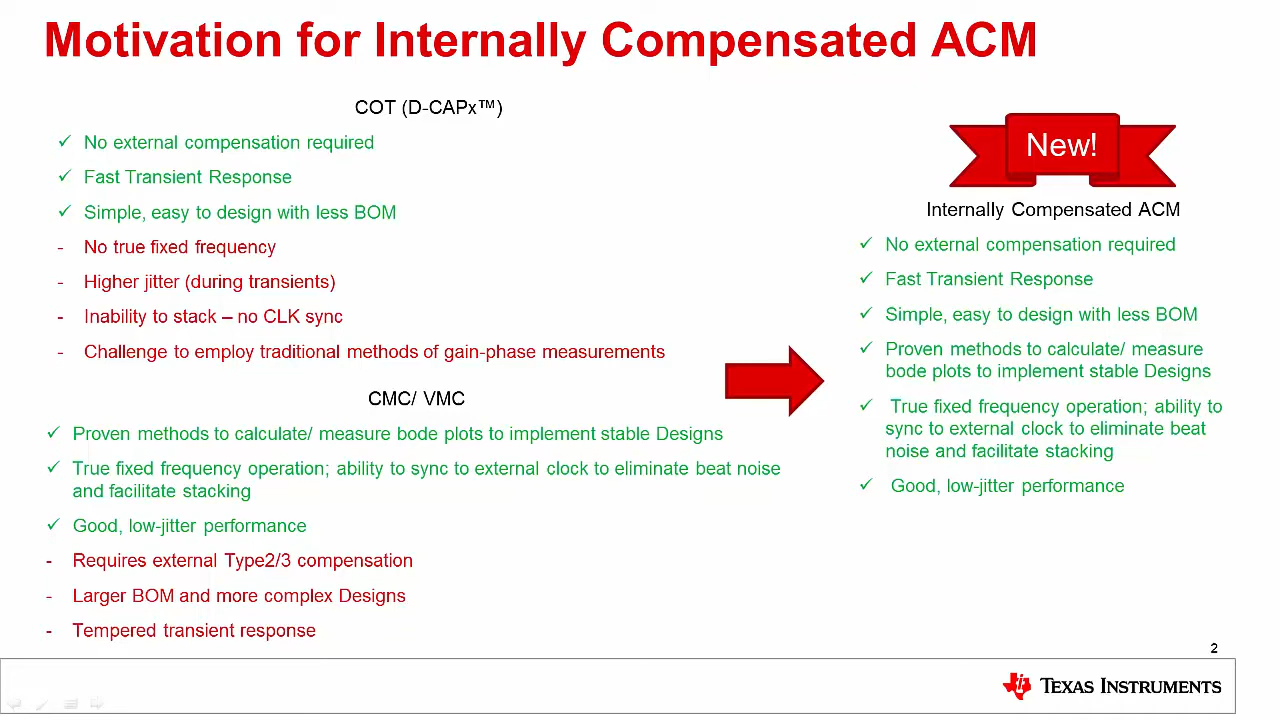 Motivation for Internally Compensated ACM
COT (D-CAPx™)
✓ No external compensation required
✓ Fast Transient Response
✓ Simple, easy to design with less BOM
- No true fixed frequency
- Higher jitter (during transients)
- Inability to stack – no CLK sync
- Challenge to employ traditional methods of gain-phase measurements
CMC/ VMC
✓ Proven methods to calculate/ measure bode plots to implement stable Designs
✓ True fixed frequency operation; ability to sync to external clock to eliminate beat noise
and facilitate stacking
✓ Good, low-jitter performance
- Requires external Type2/3 compensation
- Larger BOM and more complex Designs
- Tempered transient response
New!
Internally Compensated ACM
✓ No external compensation required
✓ Fast Transient Response
✓ Simple, easy to design with less BOM
✓ Proven methods to calculate/ measure
bode plots to implement stable Designs
✓ True fixed frequency operation; ability to
sync to external clock to eliminate beat
noise and facilitate stacking
✓ Good, low-jitter performance
2
TEXAS INSTRUMENTS